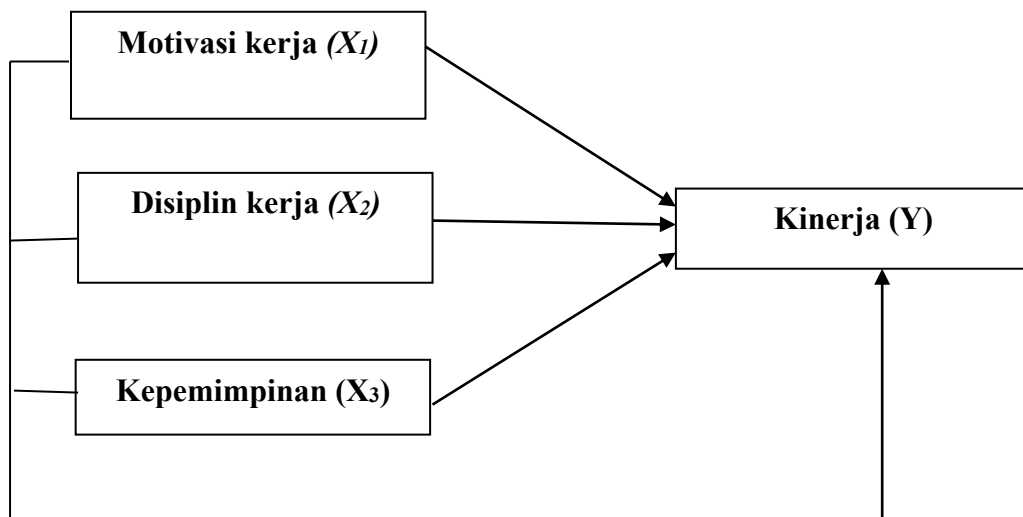 Motivasi kerja (X1)
Disiplin kerja (X2)
Kinerja (Y)
Kepemimpinan (X3)